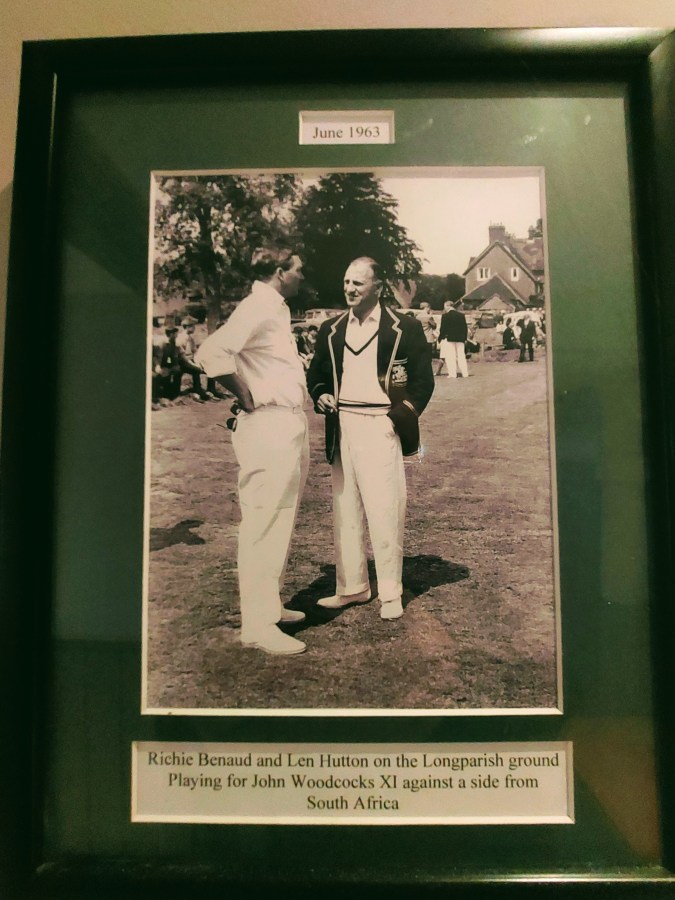 June 1963
Richie Benaud and Len Hutton on the Longparish ground
Playing for John Woodcocks XI against a side from
South Africa